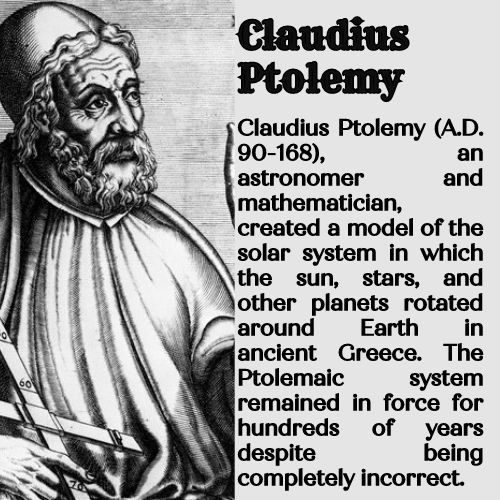 Claudius
Ptolemy
Claudius Ptolemy (A.D.
90-168), an
astronomer and
mathematician,
created a model of the
solar system in which
the sun, stars, and
other planets rotated
around Earth in
ancient Greece. The
Ptolemaic system
remained in force for
hundreds of years
despite being
completely incorrect.
60
70